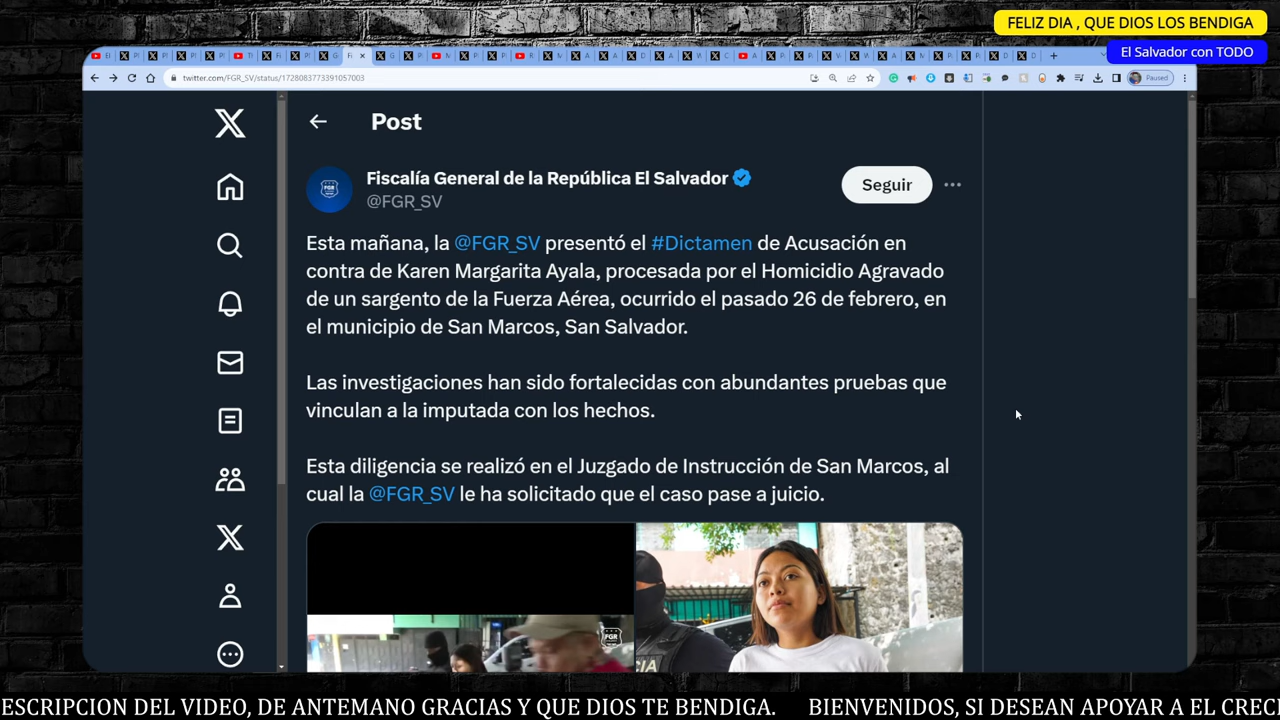 FELIZ DIA , QUE DIOS LOS BENDIGA
El Salvador con TODO
twitter.com/FGR_SV/status/1728083773391057003
Paused
Post
Fiscalía General de la República El Salvador
@FGR_SV
Seguir
Esta mañana, la @FGR_SV presentó el #Dictamen de Acusación en
contra de Karen Margarita Ayala, procesada por el Homicidio Agravado
de un sargento de la Fuerza Aérea, ocurrido el pasado 26 de febrero, en
el municipio de San Marcos, San Salvador.
Las investigaciones han sido fortalecidas con abundantes pruebas que
vinculan a la imputada con los hechos.
Esta diligencia se realizó en el Juzgado de Instrucción de San Marcos, al
cual la @FGR_SV le ha solicitado que el caso pase a juicio.
FGR
CIA
ESCRIPCION DEL VIDEO, DE ANTEMANO GRACIAS Y QUE DIOS TE BENDIGA. BIENVENIDOS, SI DESEAN APOYAR A EL CREC